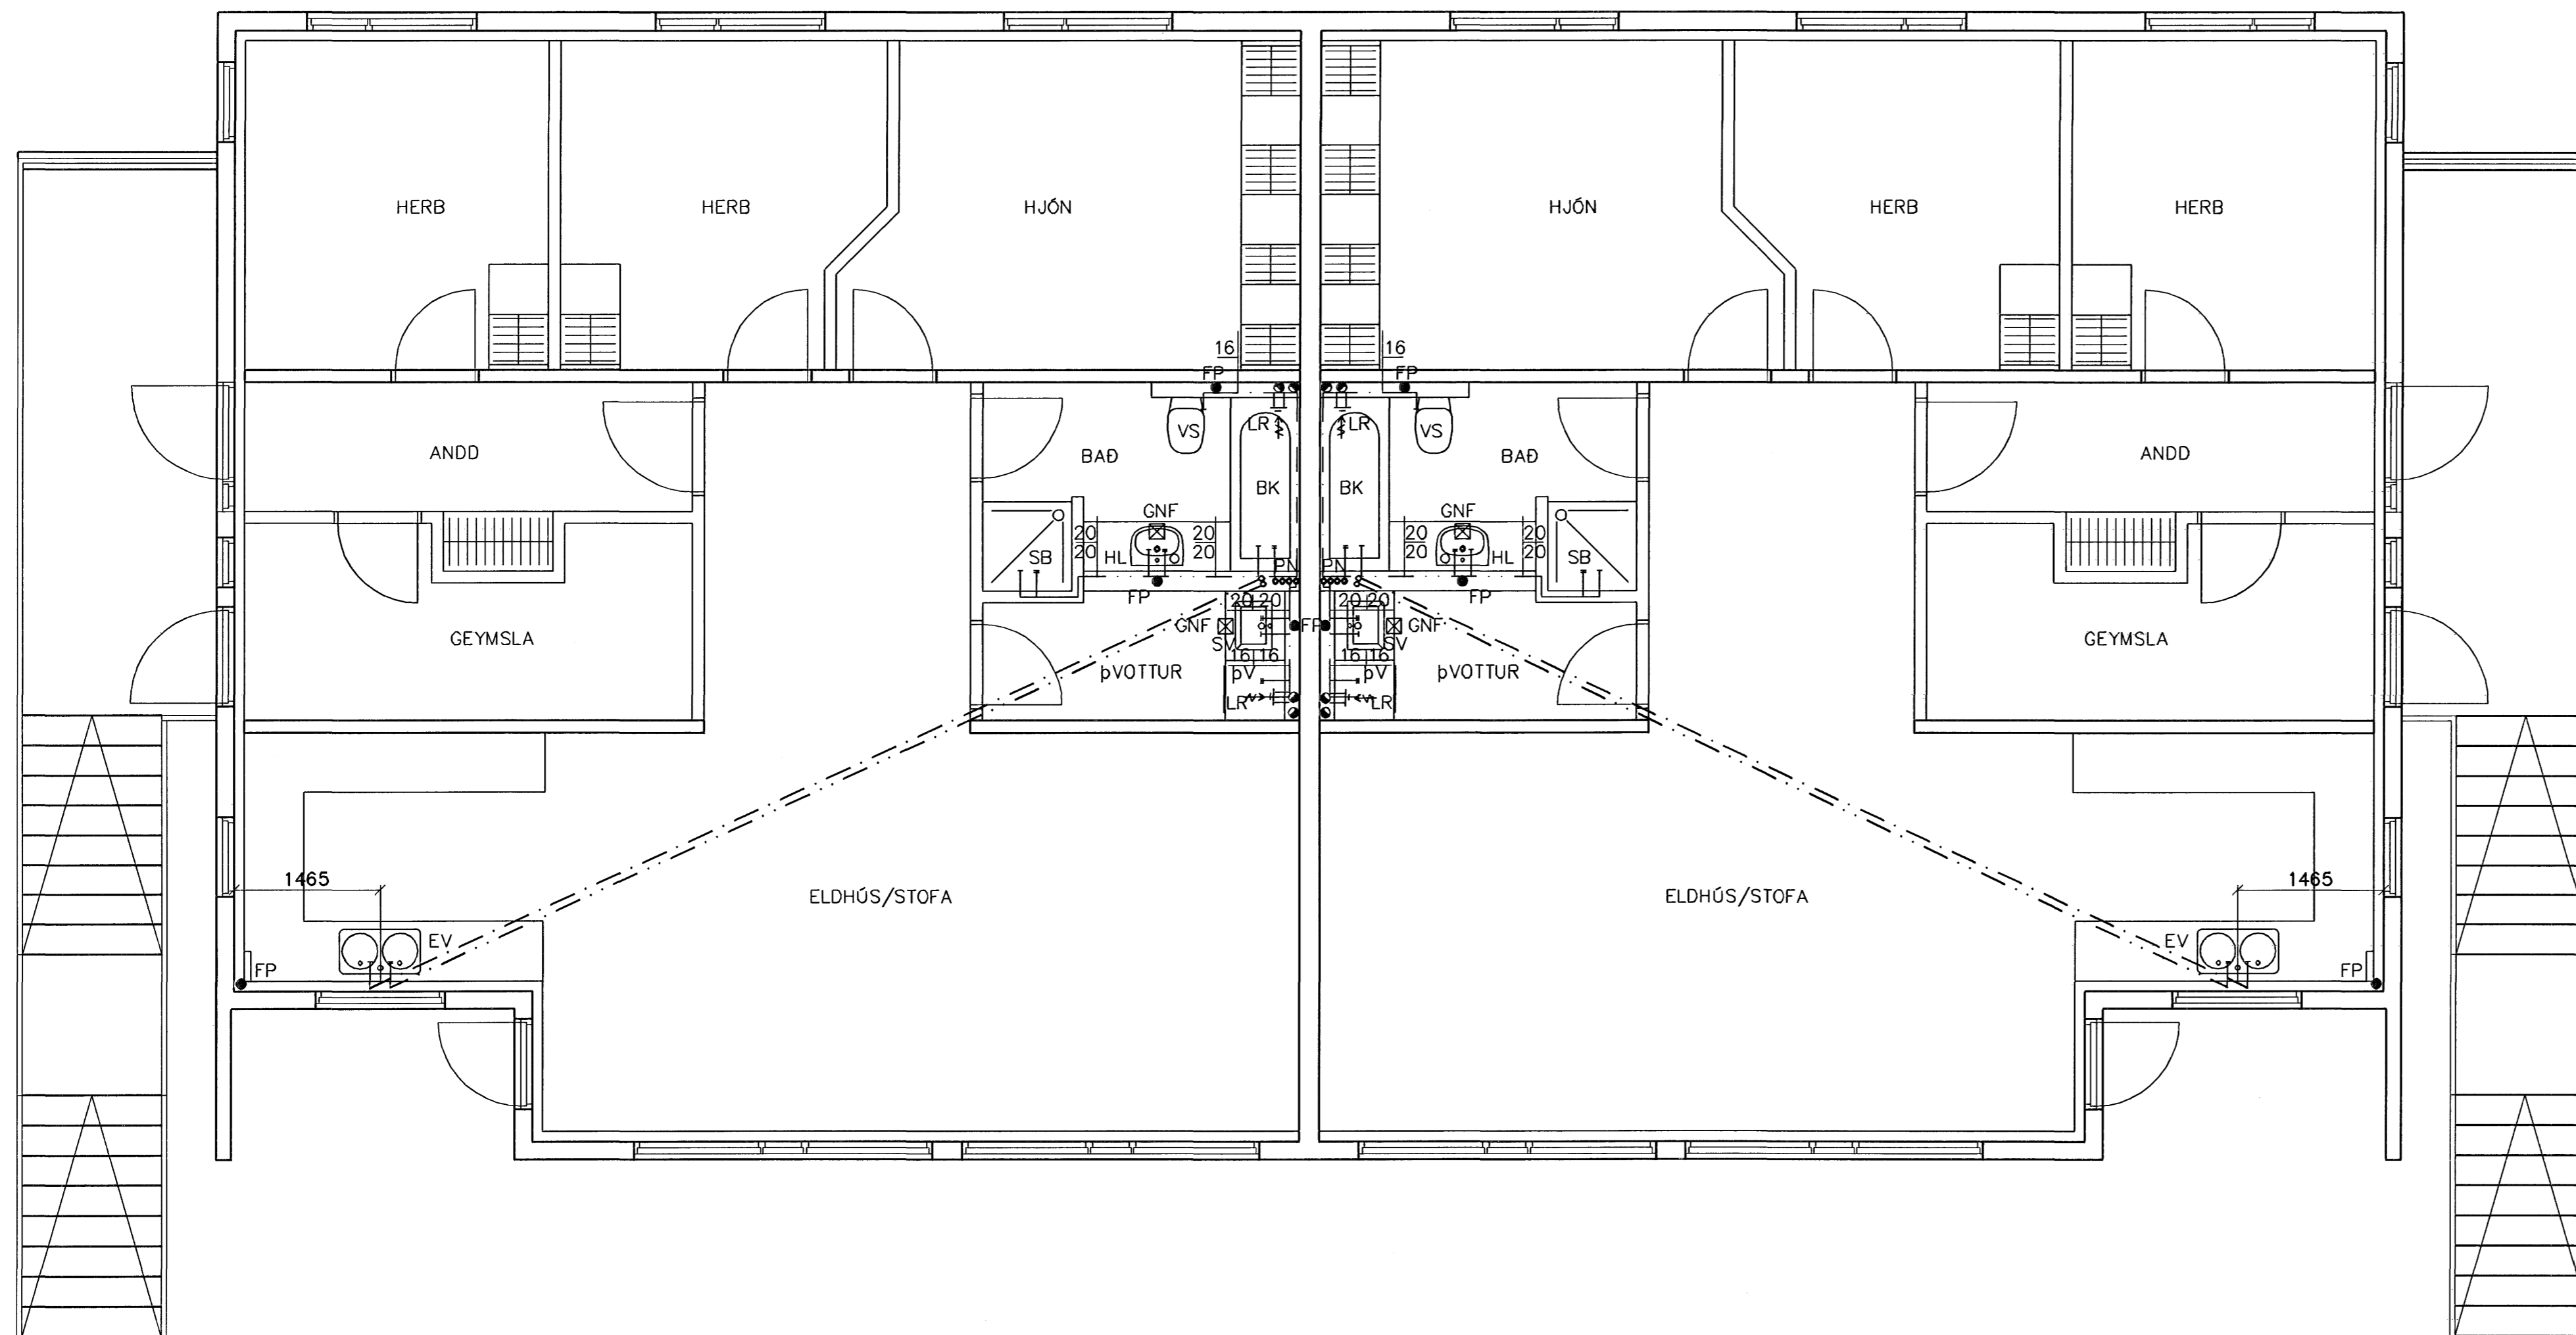 HERB HERB HJÓN HJÓN HERB HERB
16 16
FP FP
LR VS LR VS
ANDD BAÐ BAÐ ANDD
BK BK
GNF GNF
20 20 20 20
20 HL 20 20 HL 20
SB SB
PN PN
FP FP
20 20 20 20
GNF FP GNF
SV SV
GEYMSLA GEYMSLA
16 16 16 16
ÞVOTTUR ÞV ÞV ÞVOTTUR
LR LR
1465 1465
ELDHÚS/STOFA ELDHÚS/STOFA
EV EV
FP FP